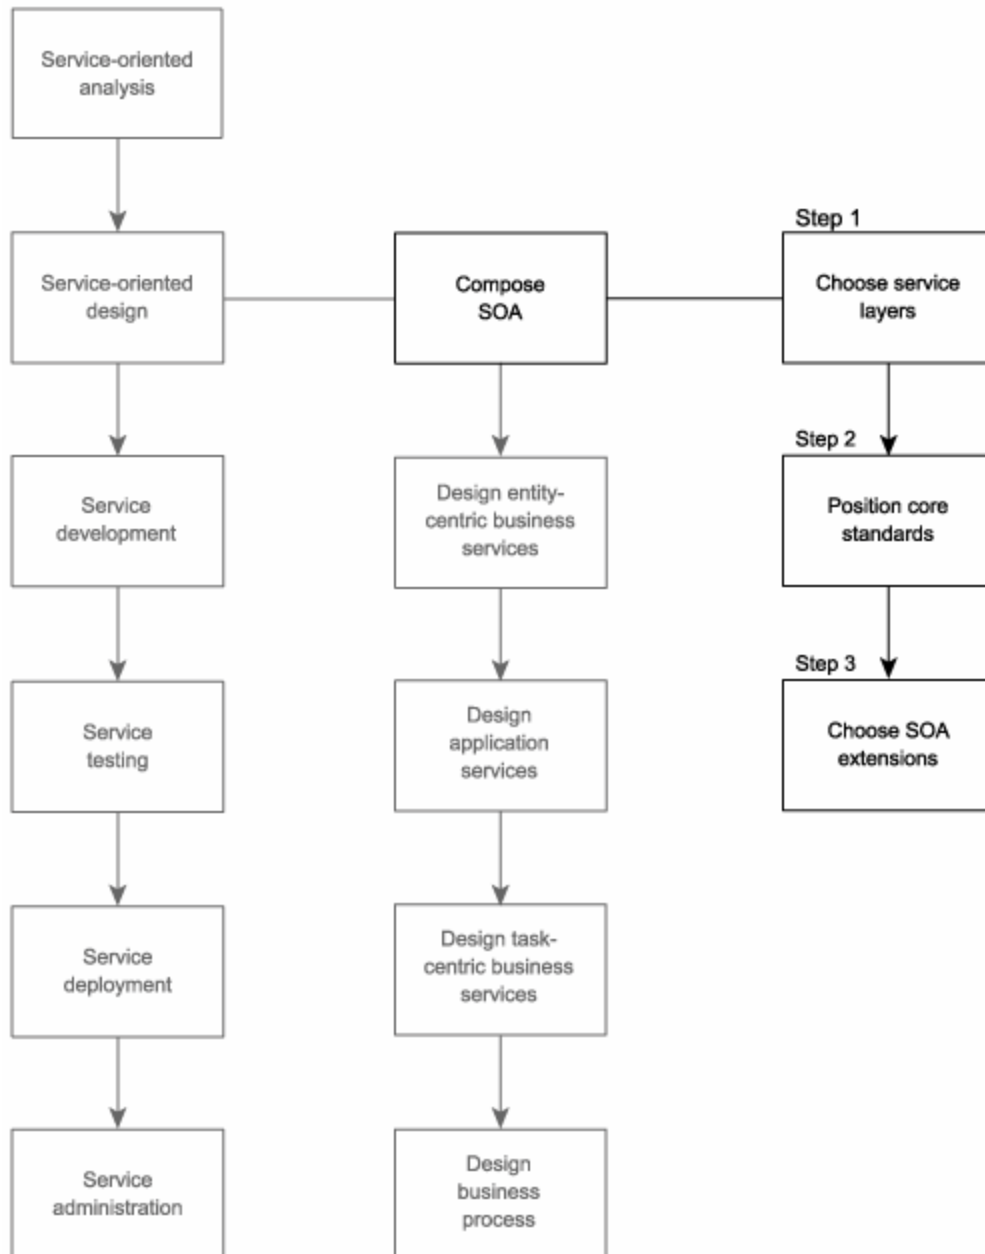 Service-oriented
analysis
Service-oriented
design
Service
development
Service
testing
Service
deployment
Service
administration
Compose
SOA
Design entity-
centric business
services
Design
application
services
Design task-
centric business
services
Design
business
process
Step 1
Choose service
layers
Step 2
Position core
standards
Step 3
Choose SOA
extensions